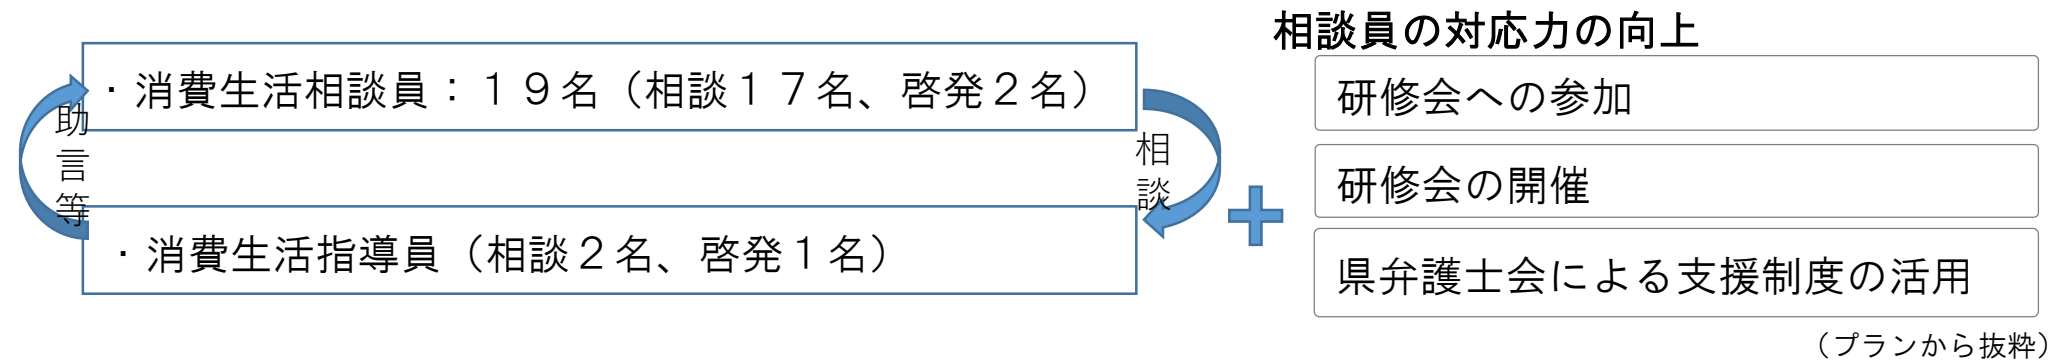 ・消費生活相談員：１９名（相談１７名、啓発２名）
助言等
相談
・消費生活指導員（相談２名、啓発１名）
相談員の対応力の向上
研修会への参加
研修会の開催
県弁護士会による支援制度の活用
（プランから抜粋）